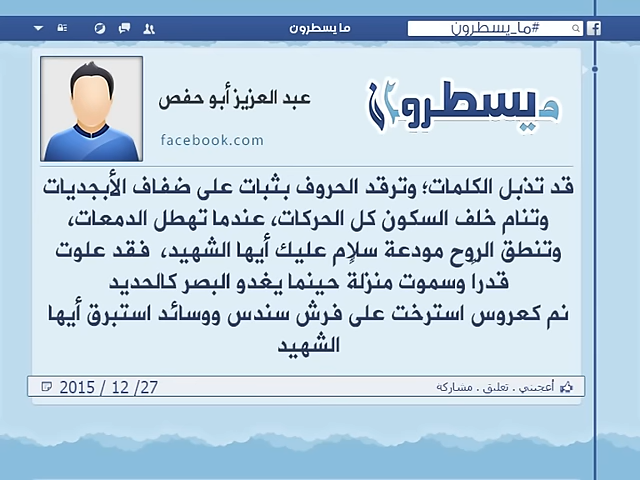 ما يسطرون
#ما_يسطرون
ما يسطرون
عبد العزيز أبو حفص
facebook.com
قد تذبل الكلمات؛ وترقد الحروف بثبات على ضفاف الأبجديات
وتنام خلف السكون كل الحركات، عندما تهطل الدمعات،
وتنطق الروح مودعة سلام عليك أيها الشهيد، فقد علوت
قدرا وسموت منزلة حينما يغدو البصر كالحديد
نم كعروس استرخت على فرش سندس ووسائد استبرق أيها
الشهيد
أعجبني . تعليق . مشاركة
2015 / 12 /27